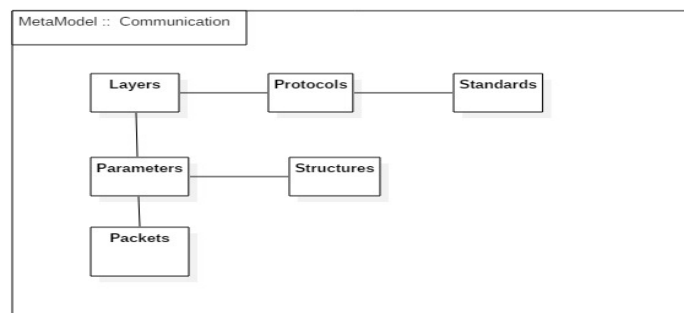 MetaModel :: Communication
Layers
Protocols
Standards
Parameters
Structures
Packets